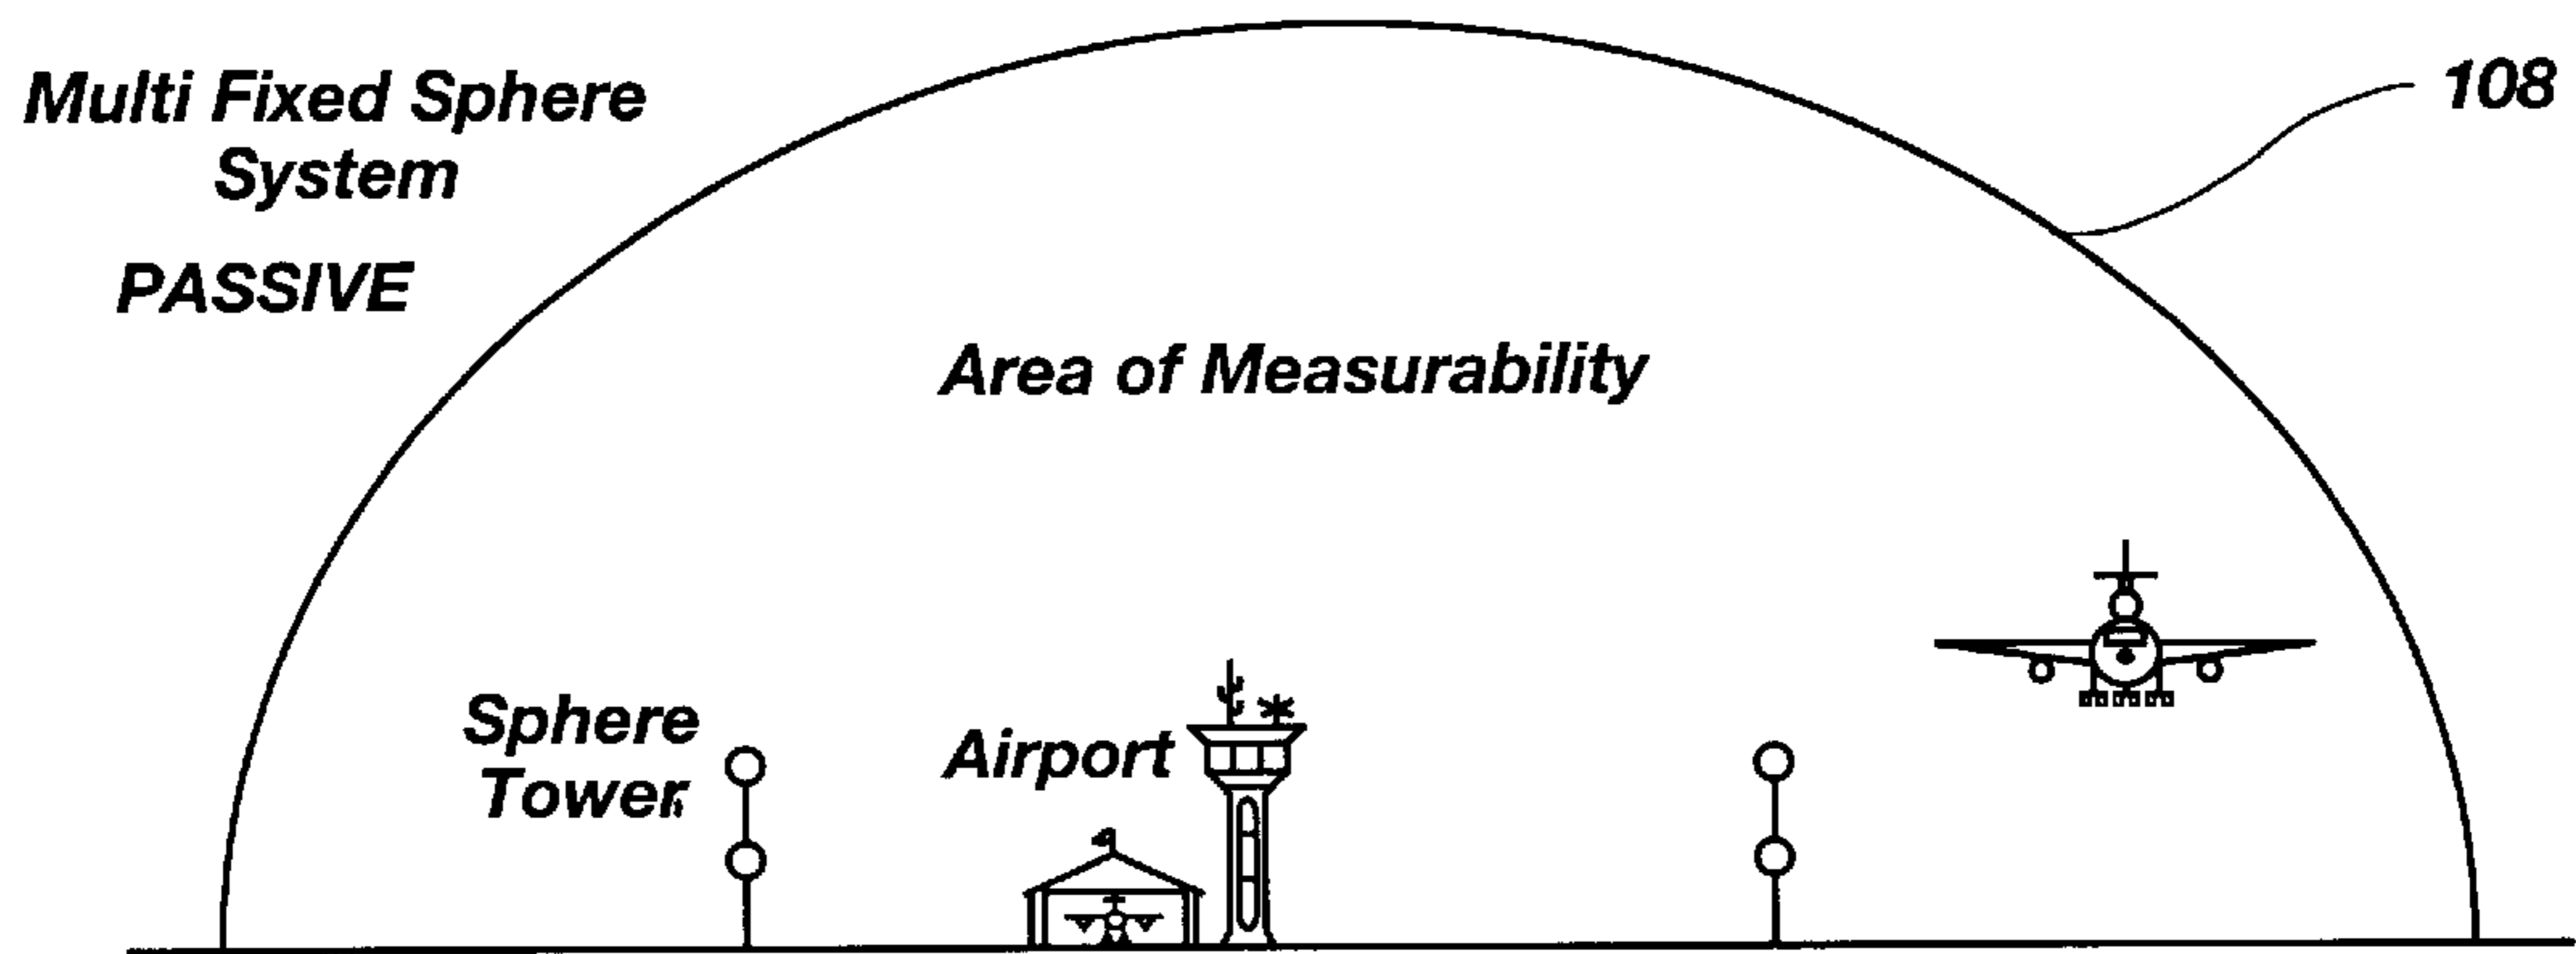 Multi Fixed Sphere
System
PASSIVE
108
Area of Measurability
Sphere
Tower
Airport